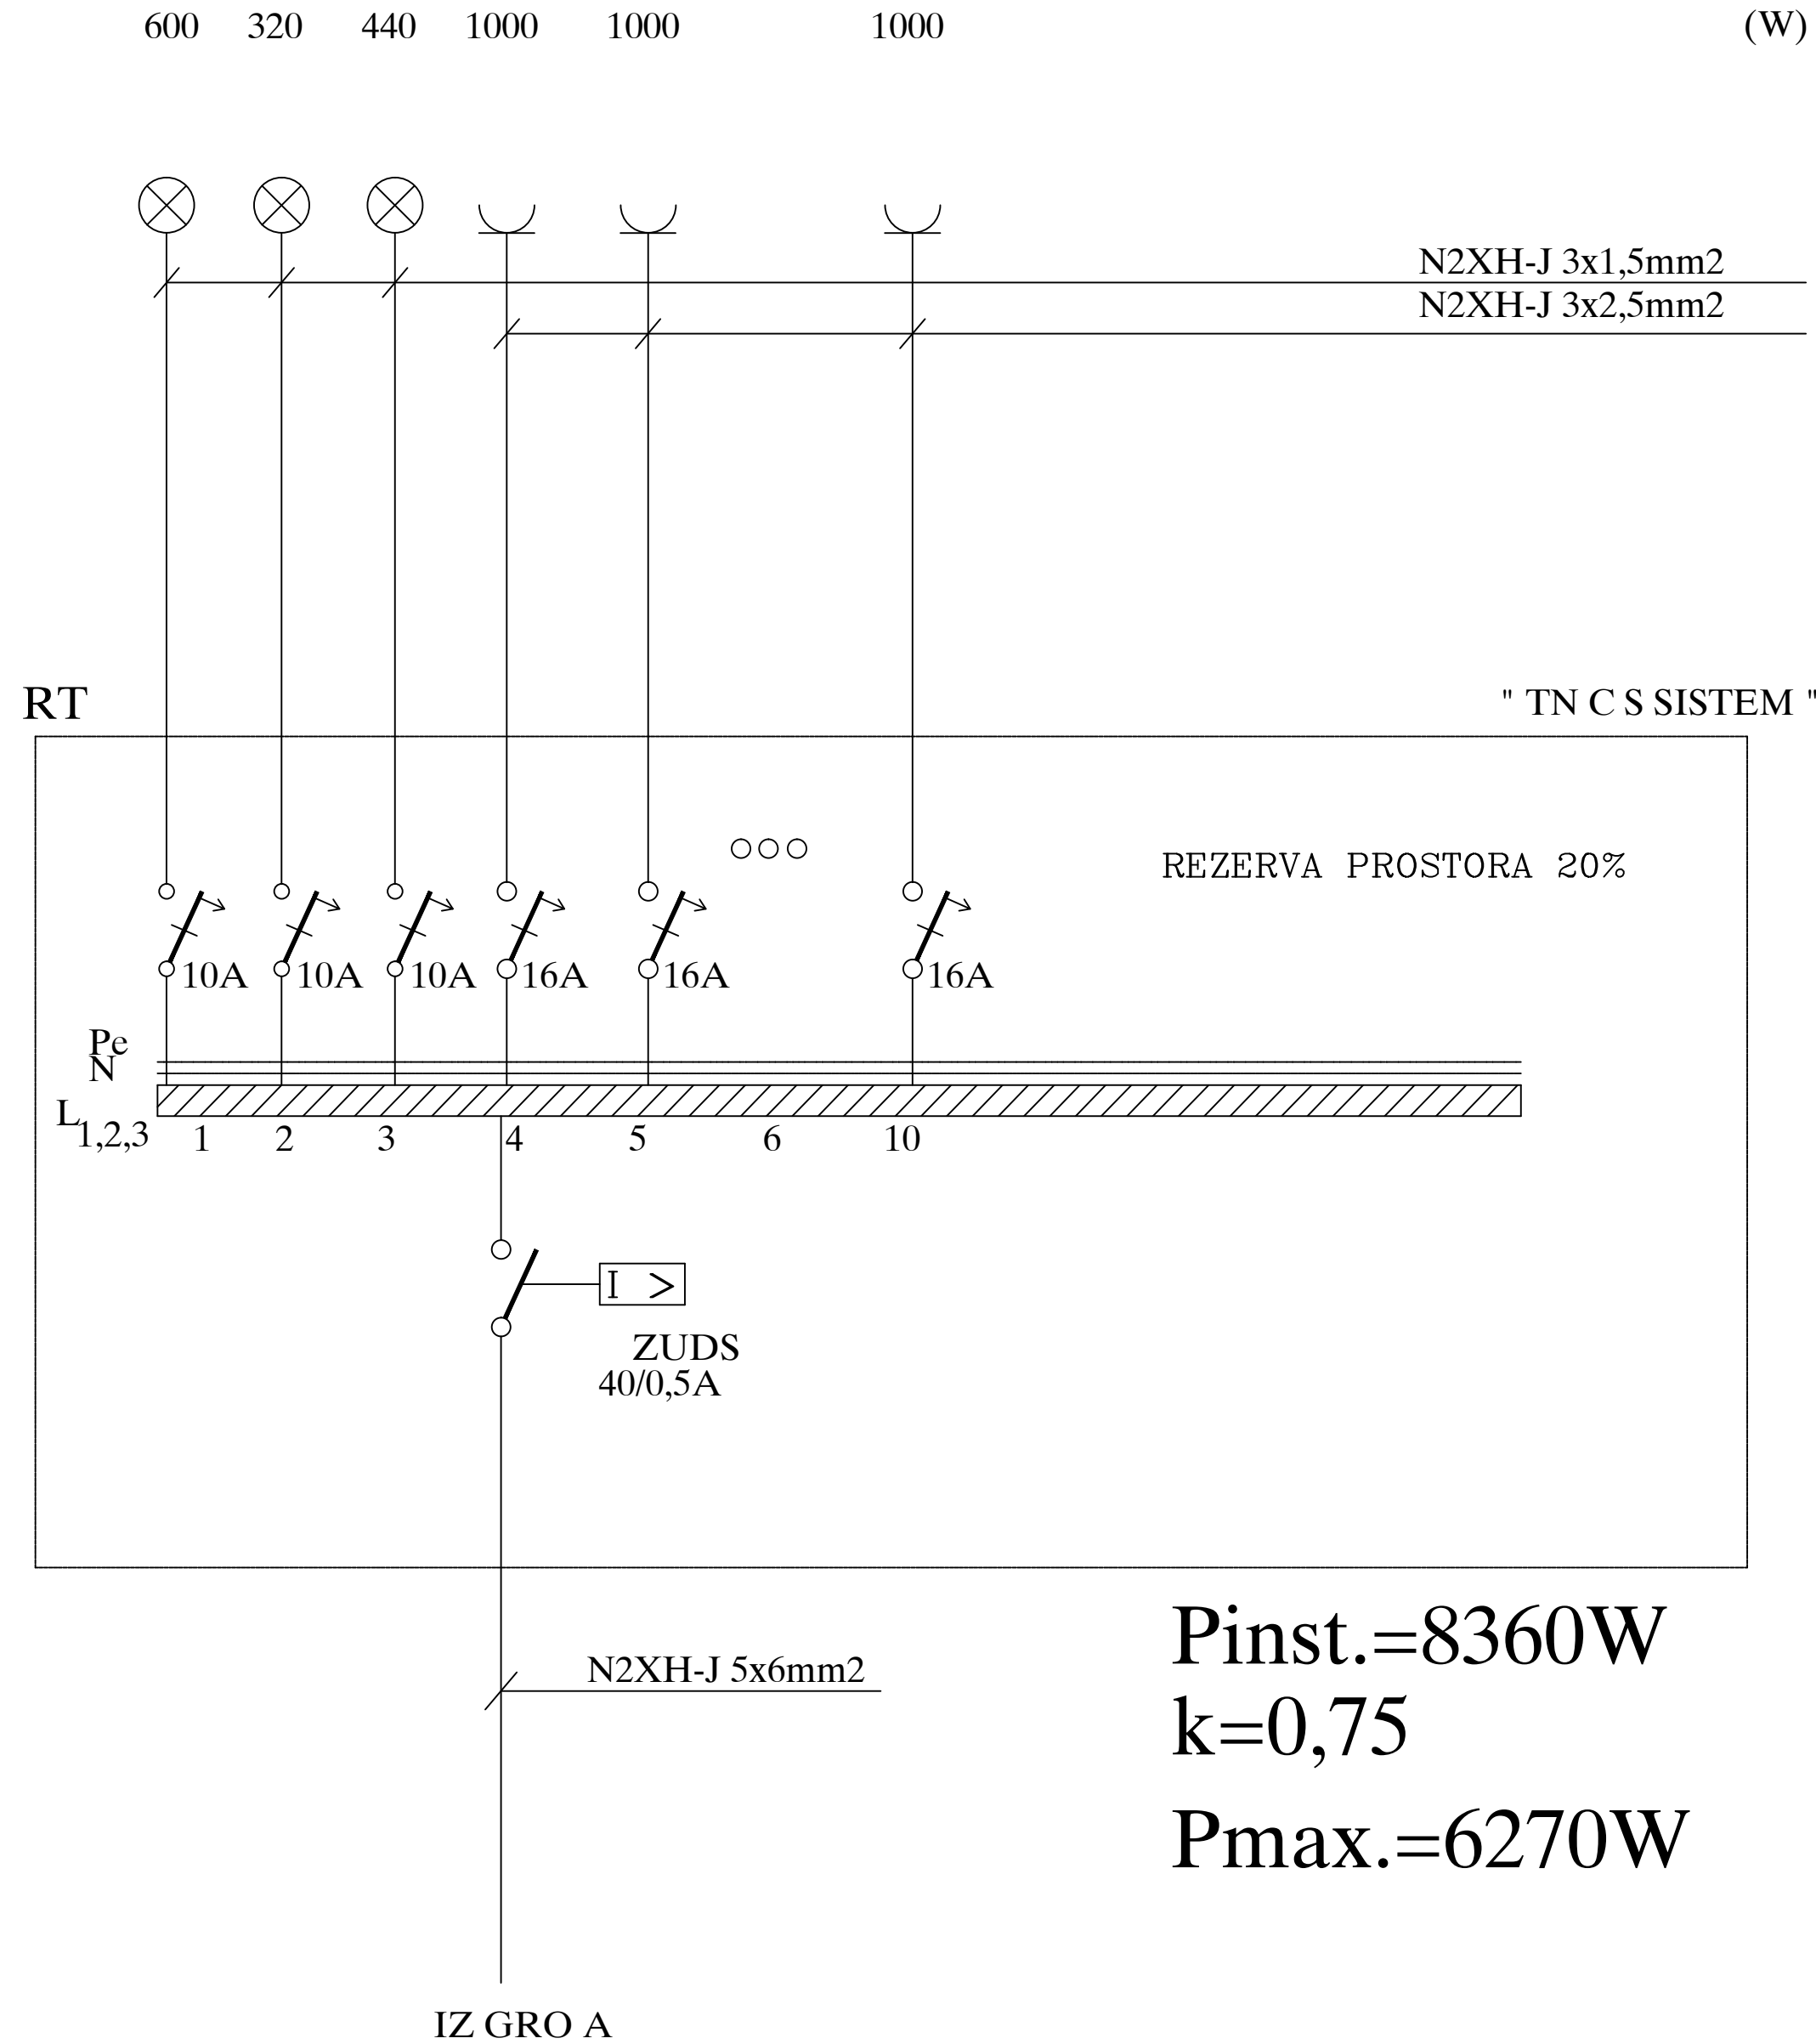 600 320 440 1000 1000 1000 (W)
N2XH-J 3x1,5mm2
N2XH-J 3x2,5mm2
RT " TN C S SISTEM "
REZERVA PROSTORA 20%
10A 10A 10A 16A 16A 16A
Pe
N
L1,2,3 1 2 3 4 5 6 10
I >
ZUDS
40/0,5A
Pinst.=8360W
N2XH-J 5x6mm2
k=0,75
Pmax.=6270W
IZ GRO A